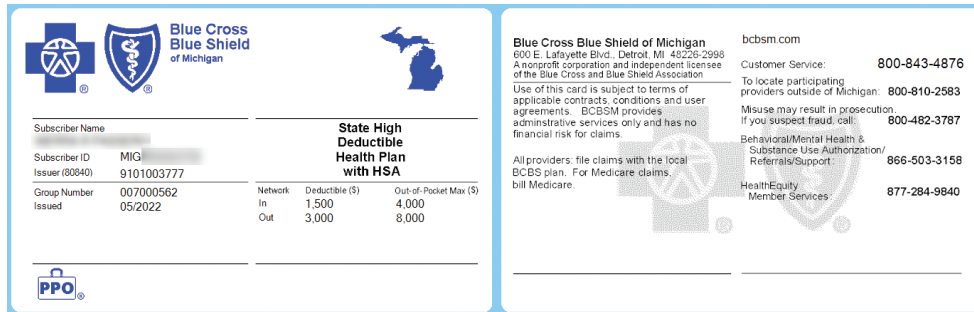 Blue Cross
Blue Shield
of Michigan
®
®
Subscriber Name
Subscriber ID MIG
Issuer (80840) 9101003777
Group Number 007000562
Issued 05/2022
State High
Deductible
Health Plan
with HSA
Network Deductible ($) Out-of-Pocket Max ($)
In 1,500 4,000
Out 3,000 8,000
PPO®
Blue Cross Blue Shield of Michigan
600 E. Lafayette Blvd., Detroit, MI 48226-2998
A nonprofit corporation and independent licensee
of the Blue Cross and Blue Shield Association
Use of this card is subject to terms of
applicable contracts, conditions and user
agreements. BCBSM provides
adminstrative services only and has no
financial risk for claims.
All providers: file claims with the local
BCBS plan. For Medicare claims,
bill Medicare.
bcbsm.com
Customer Service: 800-843-4876
To locate participating
providers outside of Michigan: 800-810-2583
Misuse may result in prosecution.
If you suspect fraud, call: 800-482-3787
Behavioral/Mental Health &
Substance Use Authorization/
Referrals/Support: 866-503-3158
HealthEquity
Member Services: 877-284-9840
®
®